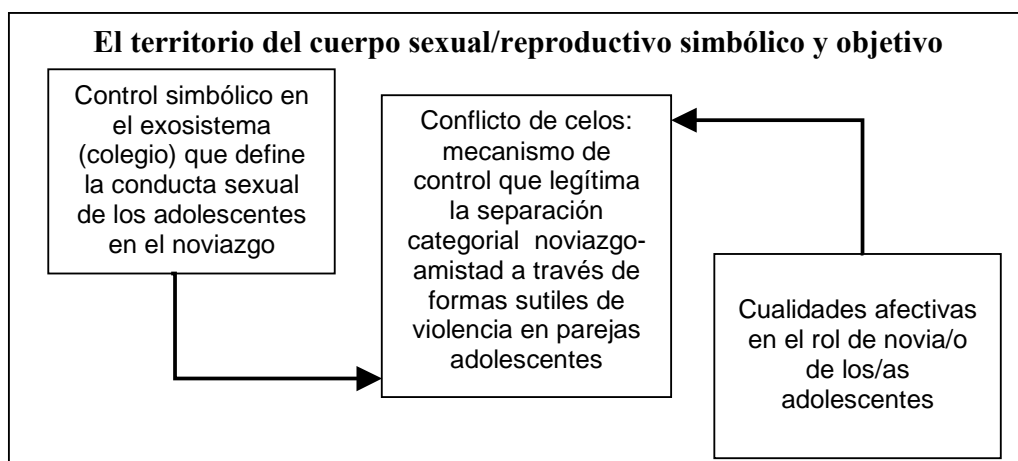 El territorio del cuerpo sexual/reproductivo simbólico y objetivo
Control simbólico en
el exosistema
(colegio) que define
la conducta sexual
de los adolescentes
en el noviazgo
Conflicto de celos:
mecanismo de
control que legítima
la separación
categorial noviazgo-
amistad a través de
formas sutiles de
violencia en parejas
adolescentes
Cualidades afectivas
en el rol de novia/o
de los/as
adolescentes